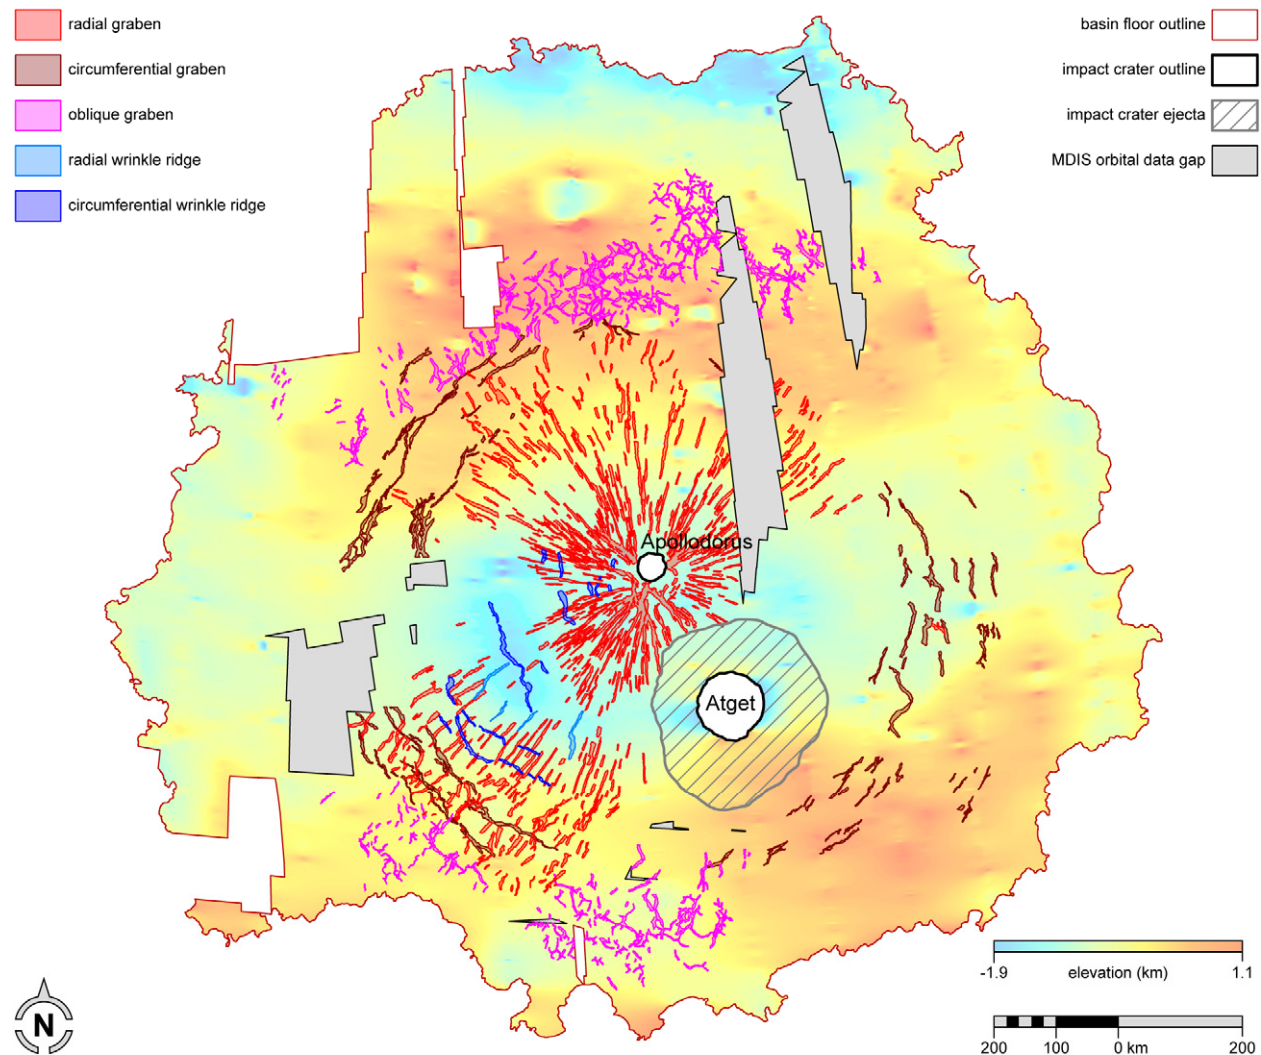 radial graben
circumferential graben
oblique graben
radial wrinkle ridge
circumferential wrinkle ridge
basin floor outline
impact crater outline
impact crater ejecta
MDIS orbital data gap
Apollodorus
Atget
-1.9 elevation (km) 1.1
N
200 100 0 km 200